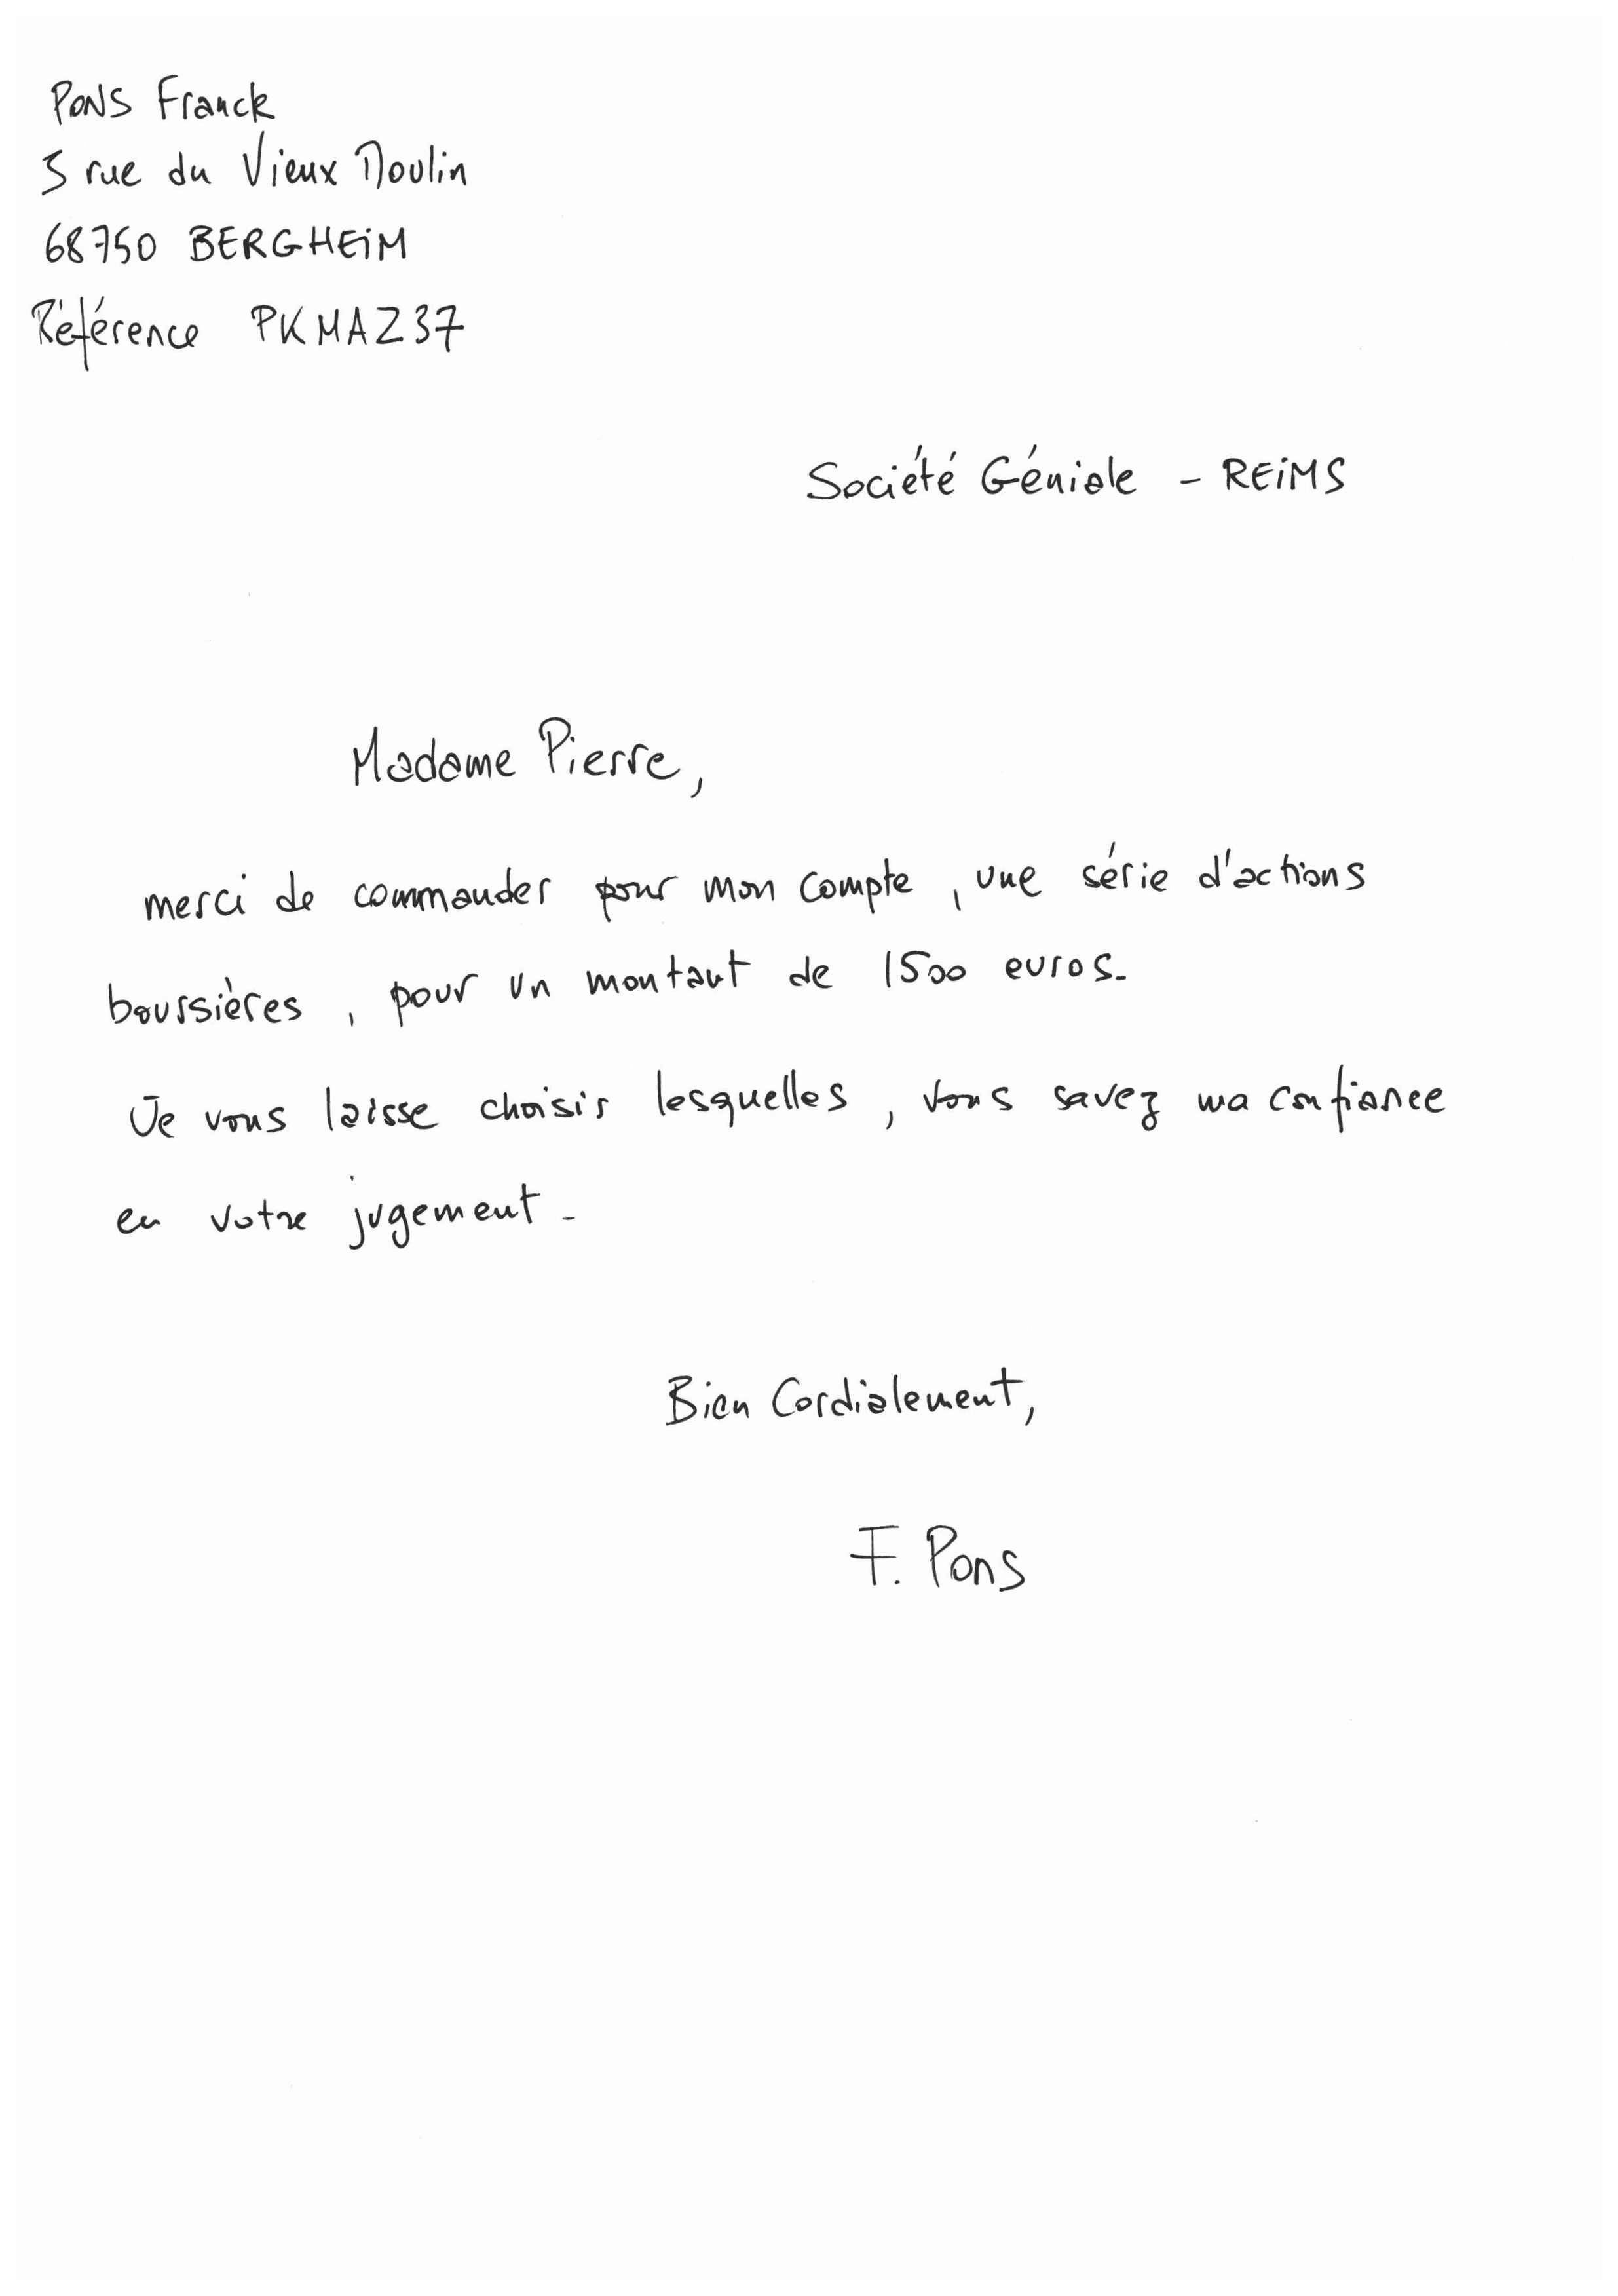 PONS Franck
5 rue du Vieux Moulin
68750 BERGHEiM
Référence PKMAZ37
Société Géniale - REiMS
Madame Pierre,
merci de commander pour mon compte, une série d'actions
boursières, pour un montant de 1500 euros.
Je vous laisse choisir lesquelles, vous savez ma confiance
en votre jugement.
Bien Cordialement,
F. Pons